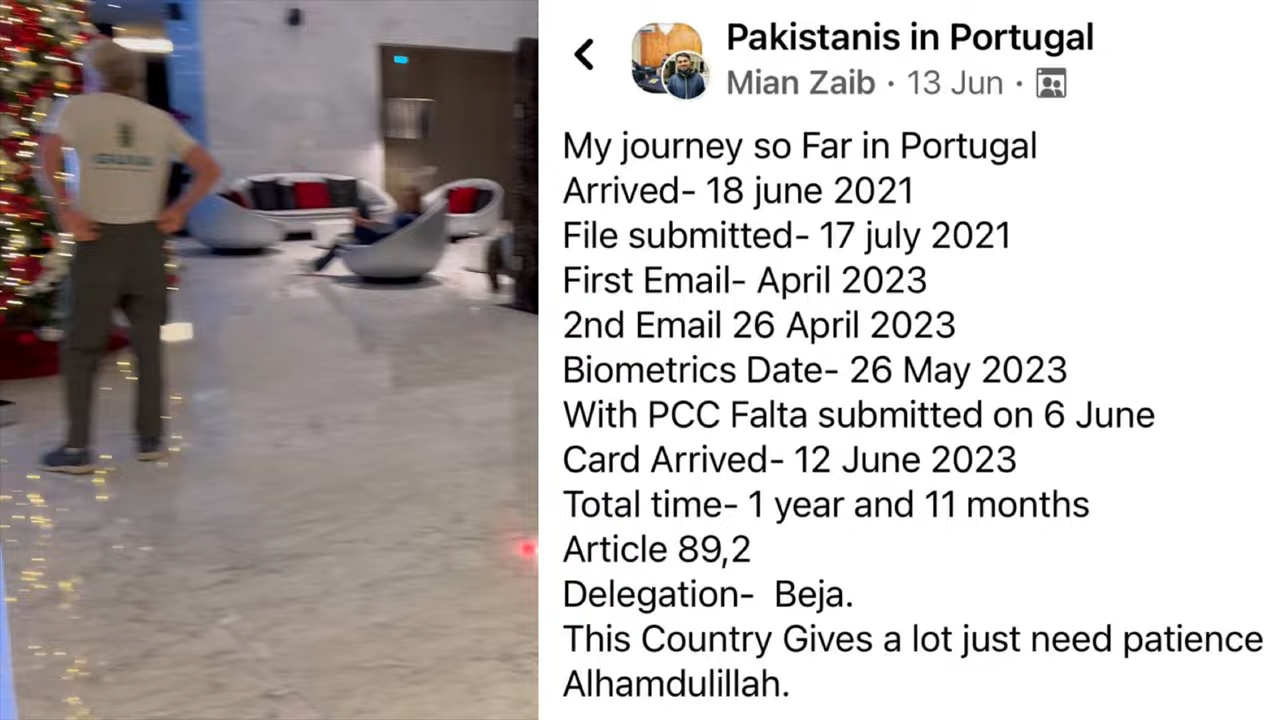 Pakistanis in Portugal
Mian Zaib · 13 Jun ·
My journey so Far in Portugal
Arrived- 18 june 2021
File submitted- 17 july 2021
First Email- April 2023
2nd Email 26 April 2023
Biometrics Date- 26 May 2023
With PCC Falta submitted on 6 June
Card Arrived- 12 June 2023
Total time- 1 year and 11 months
Article 89,2
Delegation-  Beja.
This Country Gives a lot just need patience
Alhamdulillah.